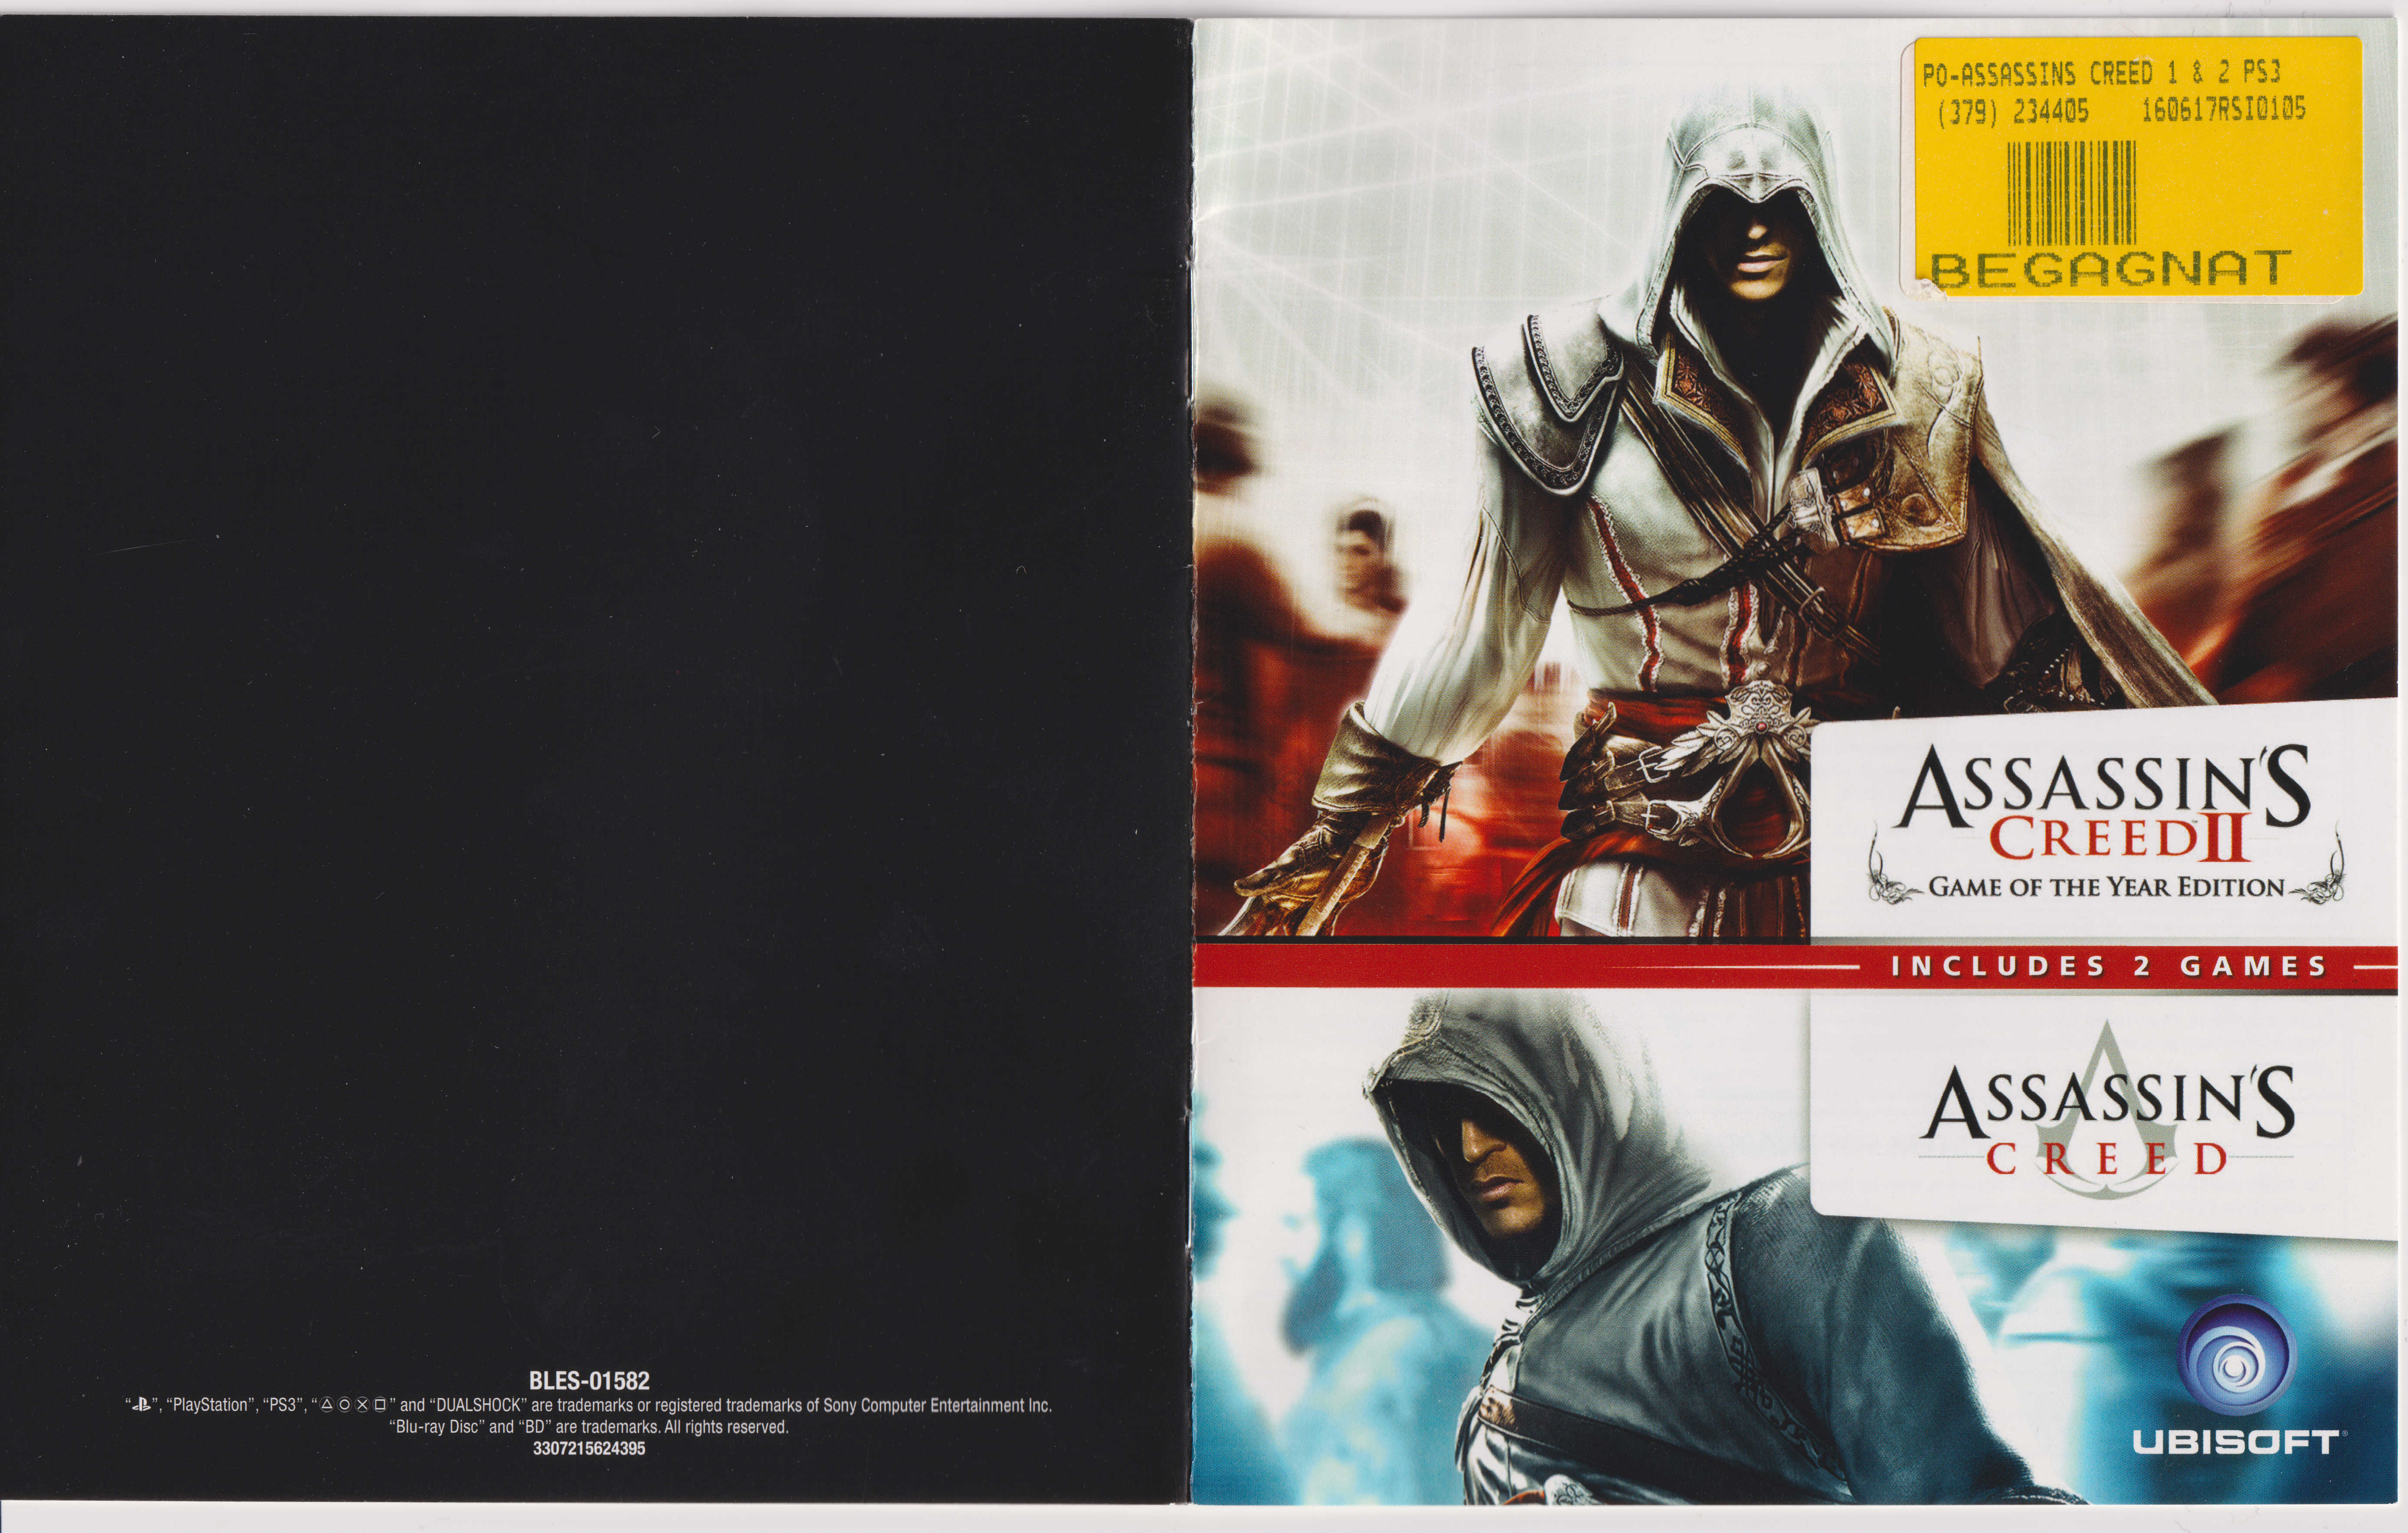 BLES-01582
“ ”, “PlayStation”, “PS3”, “△○✕□” and “DUALSHOCK” are trademarks or registered trademarks of Sony Computer Entertainment Inc.
“Blu-ray Disc” and “BD” are trademarks. All rights reserved.
3307215624395
PO-ASSASSINS CREED 1 & 2 PS3
(379) 234405 160617RSI0105
BEGAGNAT
ASSASSIN'S
CREED II™
GAME OF THE YEAR EDITION
INCLUDES 2 GAMES
ASSASSIN'S
CREED
UBISOFT®